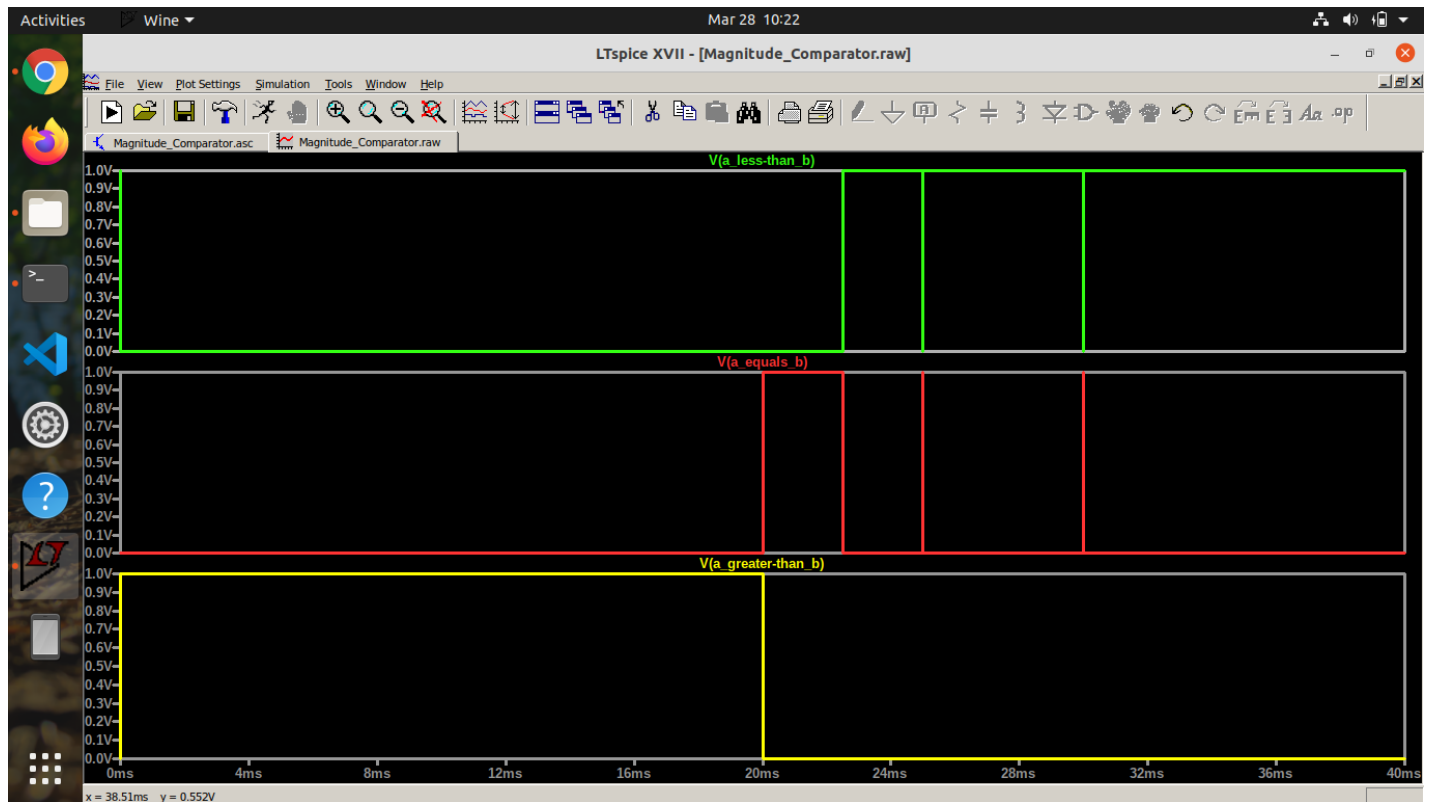 Activities Wine Mar 28 10:22
LTspice XVII - [Magnitude_Comparator.raw]
File View Plot Settings Simulation Tools Window Help
Aa .op
Magnitude_Comparator.asc Magnitude_Comparator.raw
V(a_less-than_b)
1.0V
0.9V
0.8V
0.7V
0.6V
0.5V
0.4V
0.3V
0.2V
0.1V
0.0V
V(a_equals_b)
1.0V
0.9V
0.8V
0.7V
0.6V
0.5V
0.4V
0.3V
0.2V
0.1V
0.0V
V(a_greater-than_b)
1.0V
0.9V
0.8V
0.7V
0.6V
0.5V
0.4V
0.3V
0.2V
0.1V
0.0V
0ms 4ms 8ms 12ms 16ms 20ms 24ms 28ms 32ms 36ms 40ms
x = 38.51ms y = 0.552V